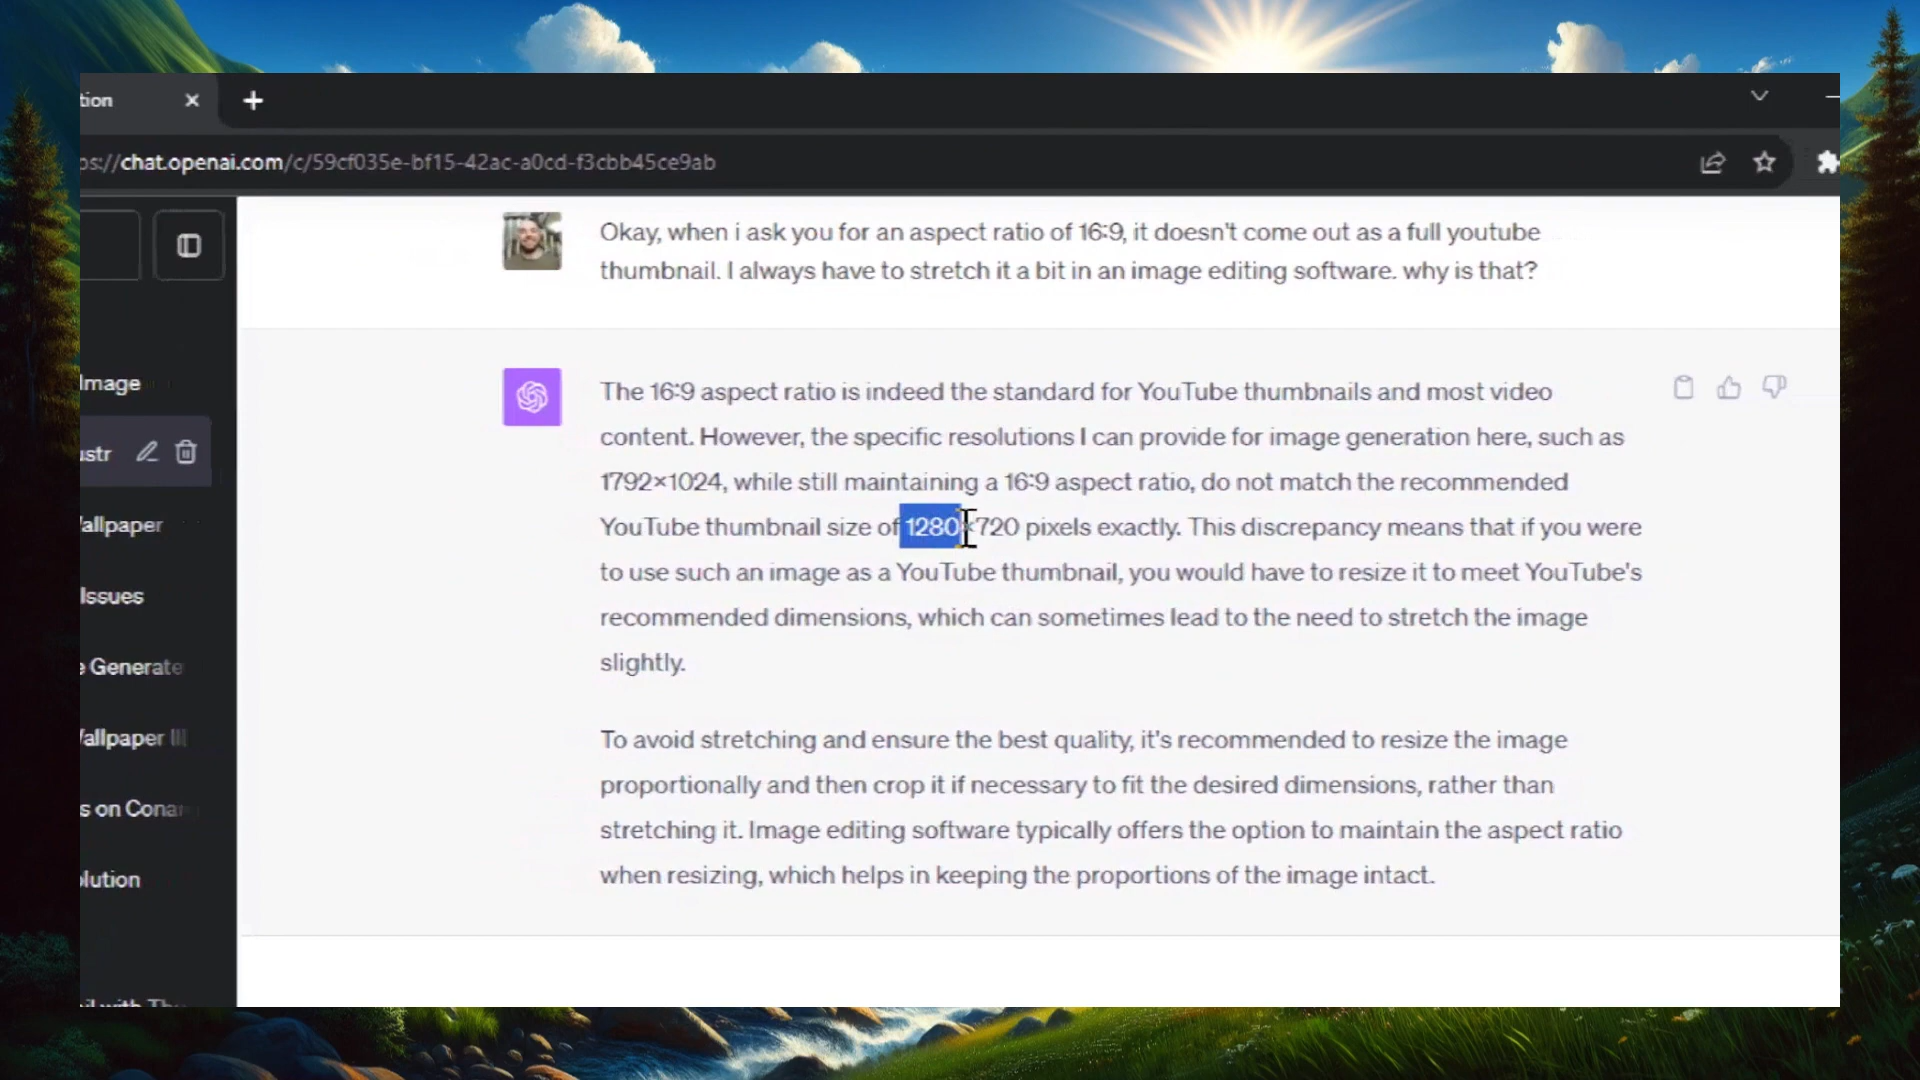 tion
ps://chat.openai.com/c/59cf035e-bf15-42ac-a0cd-f3cbb45ce9ab
Okay, when i ask you for an aspect ratio of 16:9, it doesn't come out as a full youtube
thumbnail. I always have to stretch it a bit in an image editing software. why is that?
Image
ustr
allpaper
Issues
Generate
allpaper Ill
s on Conan
olution
The 16:9 aspect ratio is indeed the standard for YouTube thumbnails and most video
content. However, the specific resolutions I can provide for image generation here, such as
1792×1024, while still maintaining a 16:9 aspect ratio, do not match the recommended
YouTube thumbnail size of 1280×720 pixels exactly. This discrepancy means that if you were
to use such an image as a YouTube thumbnail, you would have to resize it to meet YouTube's
recommended dimensions, which can sometimes lead to the need to stretch the image
slightly.
To avoid stretching and ensure the best quality, it's recommended to resize the image
proportionally and then crop it if necessary to fit the desired dimensions, rather than
stretching it. Image editing software typically offers the option to maintain the aspect ratio
when resizing, which helps in keeping the proportions of the image intact.